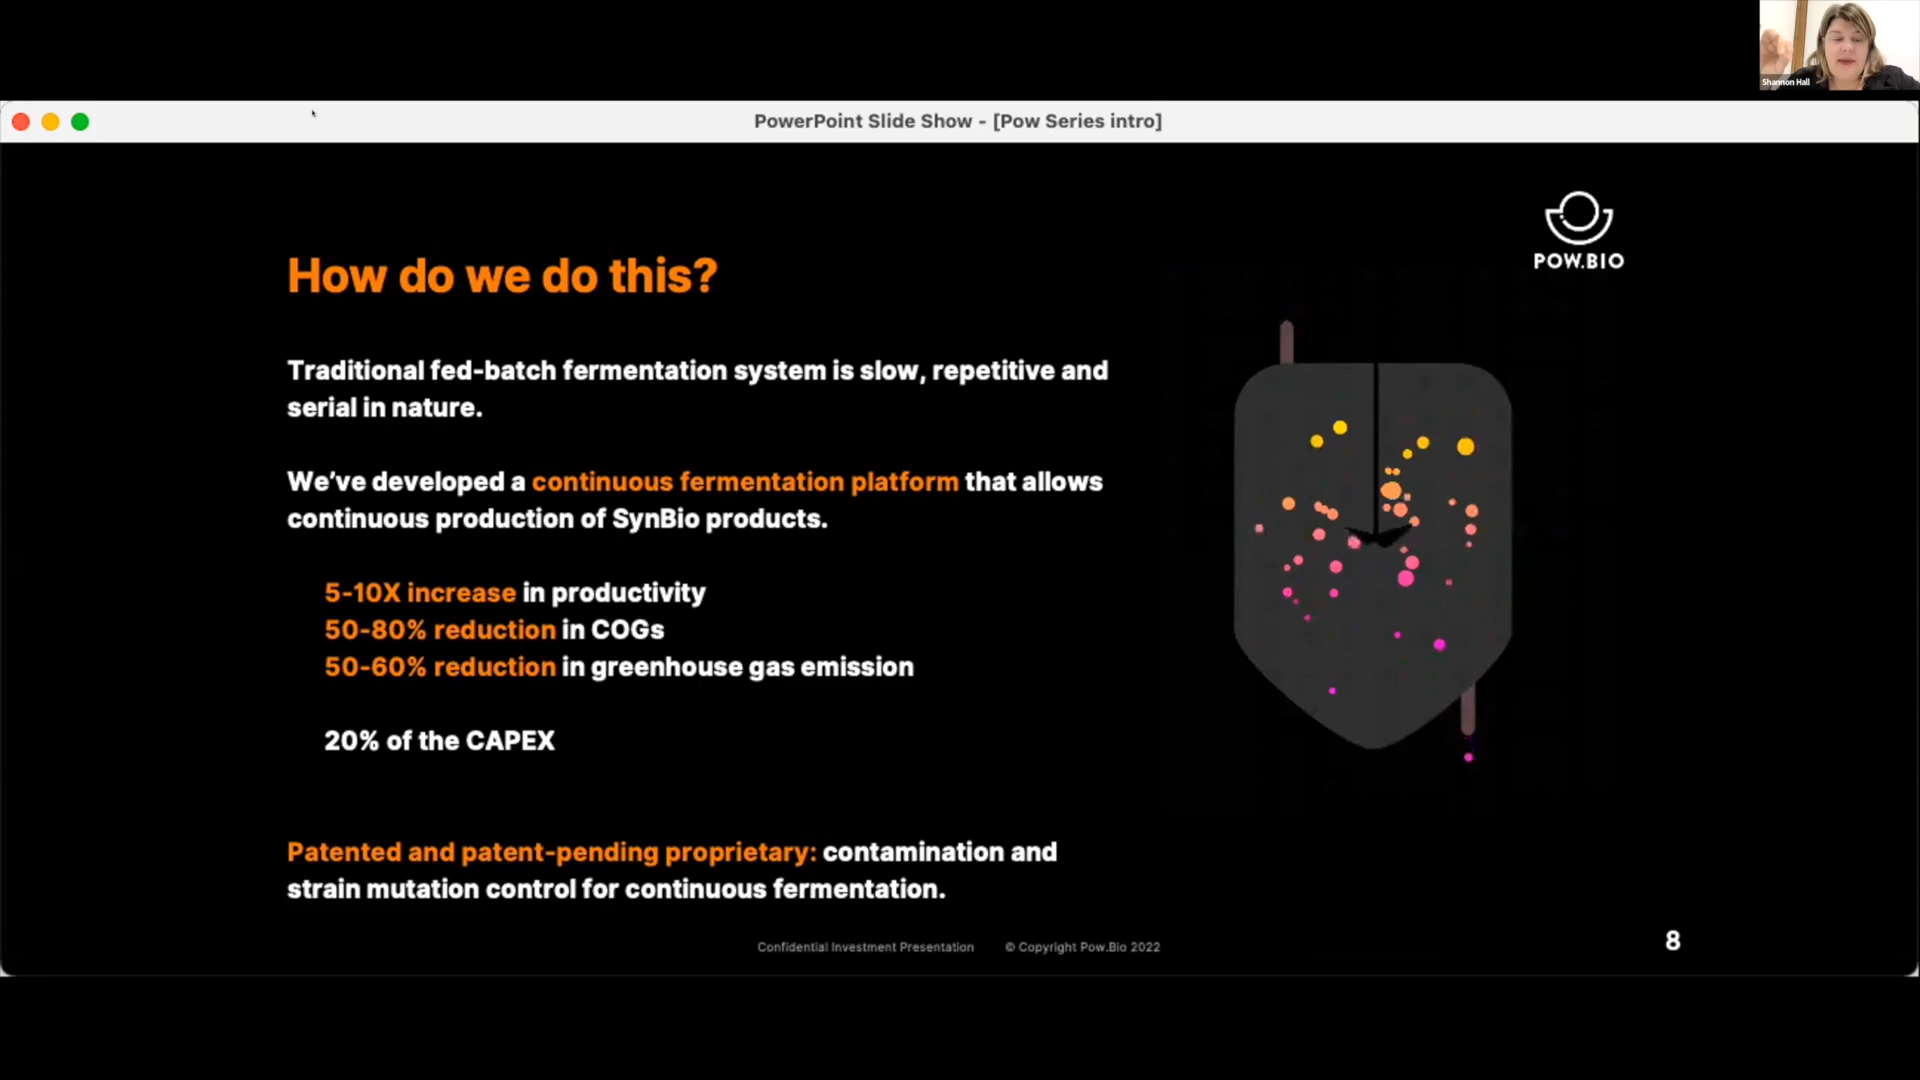 Shannon Hall
PowerPoint Slide Show - [Pow Series intro]
POW.BIO
How do we do this?
Traditional fed-batch fermentation system is slow, repetitive and
serial in nature.
We've developed a continuous fermentation platform that allows
continuous production of SynBio products.
5-10X increase in productivity
50-80% reduction in COGs
50-60% reduction in greenhouse gas emission
20% of the CAPEX
Patented and patent-pending proprietary: contamination and
strain mutation control for continuous fermentation.
Confidential Investment Presentation © Copyright Pow.Bio 2022
8